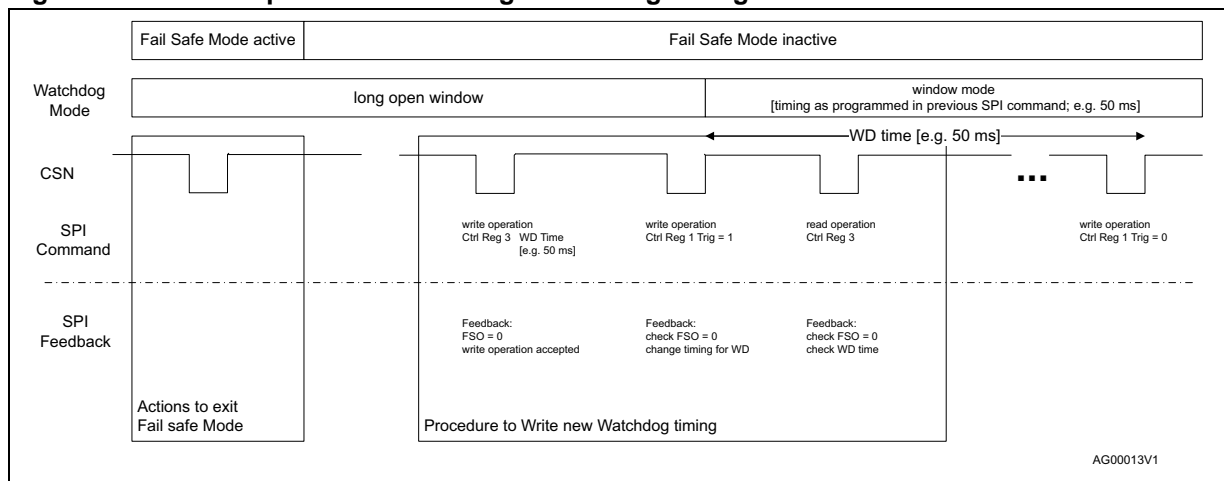 Fail Safe Mode active
Fail Safe Mode inactive
Watchdog
Mode
long open window
window mode
[timing as programmed in previous SPI command; e.g. 50 ms]
WD time [e.g. 50 ms]
CSN
...
SPI
Command
write operation
Ctrl Reg 3 WD Time
[e.g. 50 ms]
write operation
Ctrl Reg 1 Trig = 1
read operation
Ctrl Reg 3
write operation
Ctrl Reg 1 Trig = 0
SPI
Feedback
Feedback:
FSO = 0
write operation accepted
Feedback:
check FSO = 0
change timing for WD
Feedback:
check FSO = 0
check WD time
Actions to exit
Fail safe Mode
Procedure to Write new Watchdog timing
AG00013V1